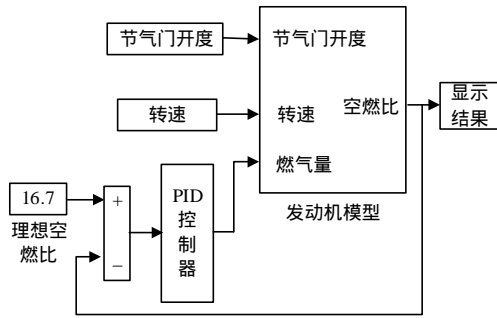 节气门开度
节气门开度
转速
转速
空燃比
显示
结果
燃气量
发动机模型
16.7
理想空
燃比
+
−
PID
控
制
器